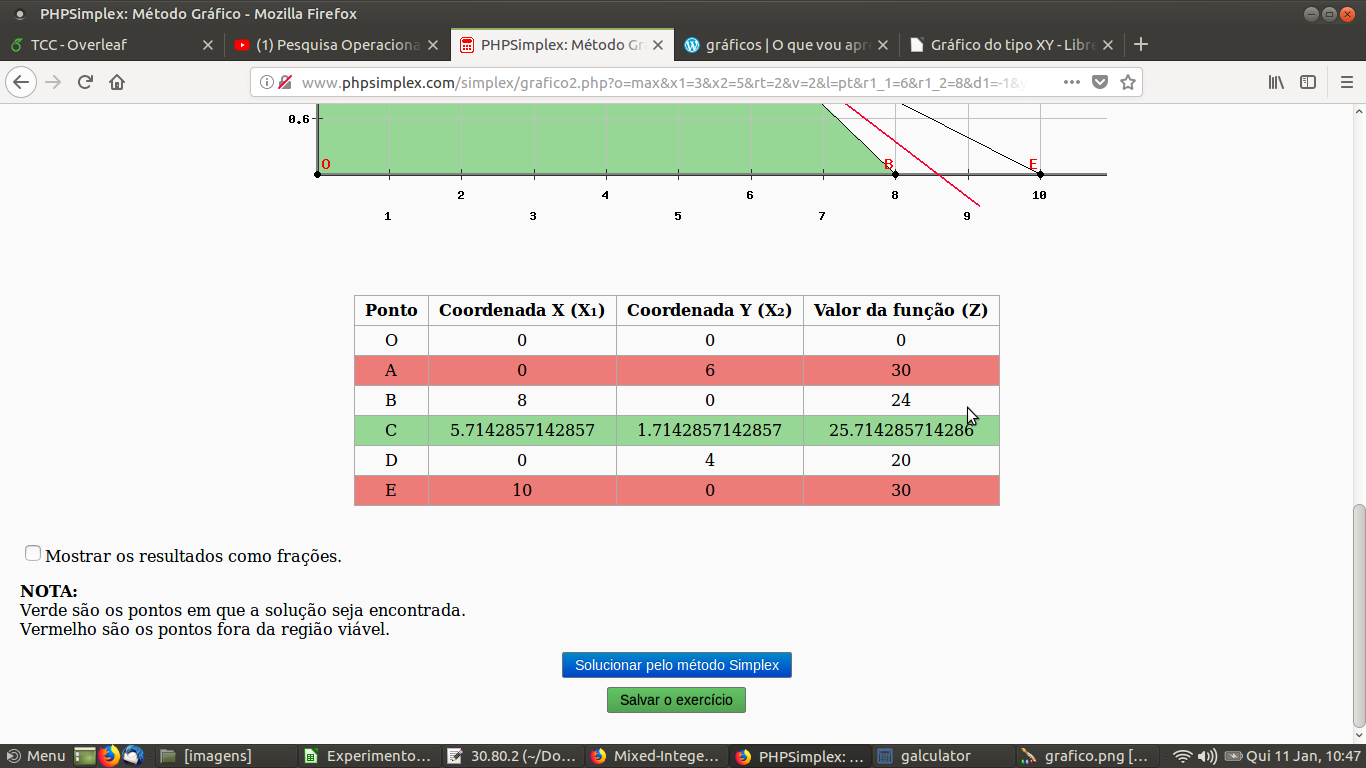 PHPSimplex: Método Gráfico - Mozilla Firefox
TCC - Overleaf
(1) Pesquisa Operaciona
PHPSimplex: Método Gr
gráficos | O que vou apr
Gráfico do tipo XY - Libre
www.phpsimplex.com/simplex/grafico2.php?o=max&x1=3&x2=5&rt=2&v=2&l=pt&r1_1=6&r1_2=8&d1=-1&
0.6
O B E
2 4 6 8 10
1 3 5 7 9
Ponto Coordenada X (X₁) Coordenada Y (X₂) Valor da função (Z)
O 0 0 0
A 0 6 30
B 8 0 24
C 5.7142857142857 1.7142857142857 25.714285714286
D 0 4 20
E 10 0 30
Mostrar os resultados como frações.
NOTA:
Verde são os pontos em que a solução seja encontrada.
Vermelho são os pontos fora da região viável.
Solucionar pelo método Simplex
Salvar o exercício
Menu [imagens] Experimento... 30.80.2 (~/Do... Mixed-Intege... PHPSimplex: ... galculator grafico.png [... Qui 11 Jan, 10:47